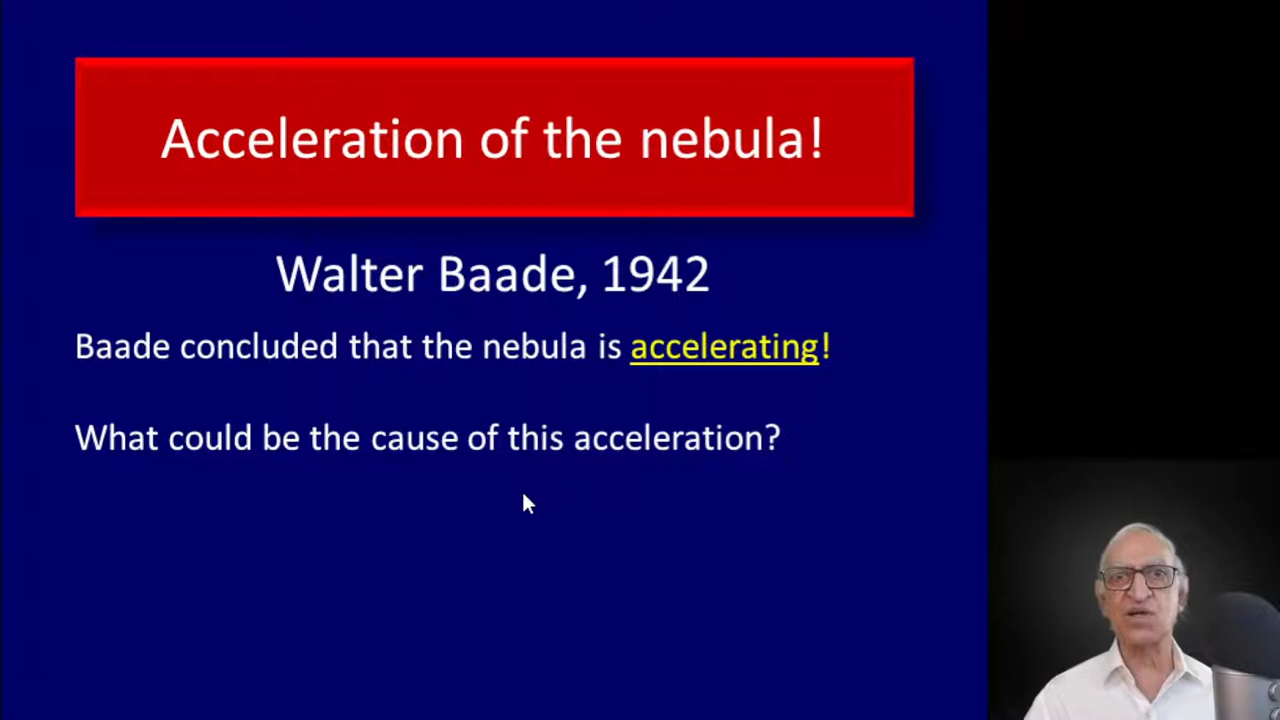 Acceleration of the nebula!
Walter Baade, 1942
Baade concluded that the nebula is accelerating!
What could be the cause of this acceleration?